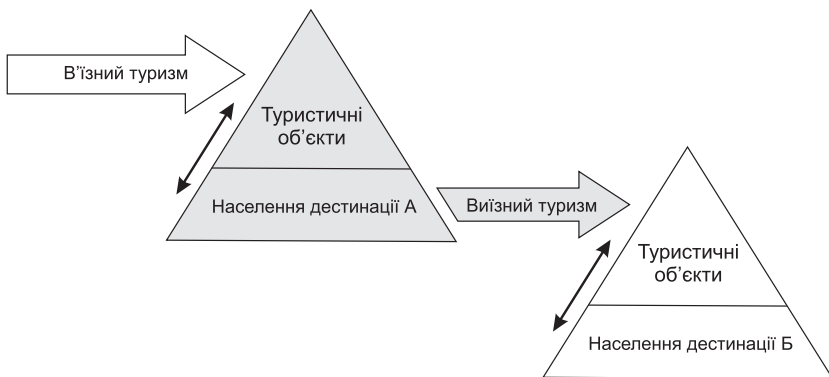 В’їзний туризм
Туристичні
об’єкти
Населення дестинації А
Виїзний туризм
Туристичні
об’єкти
Населення дестинації Б